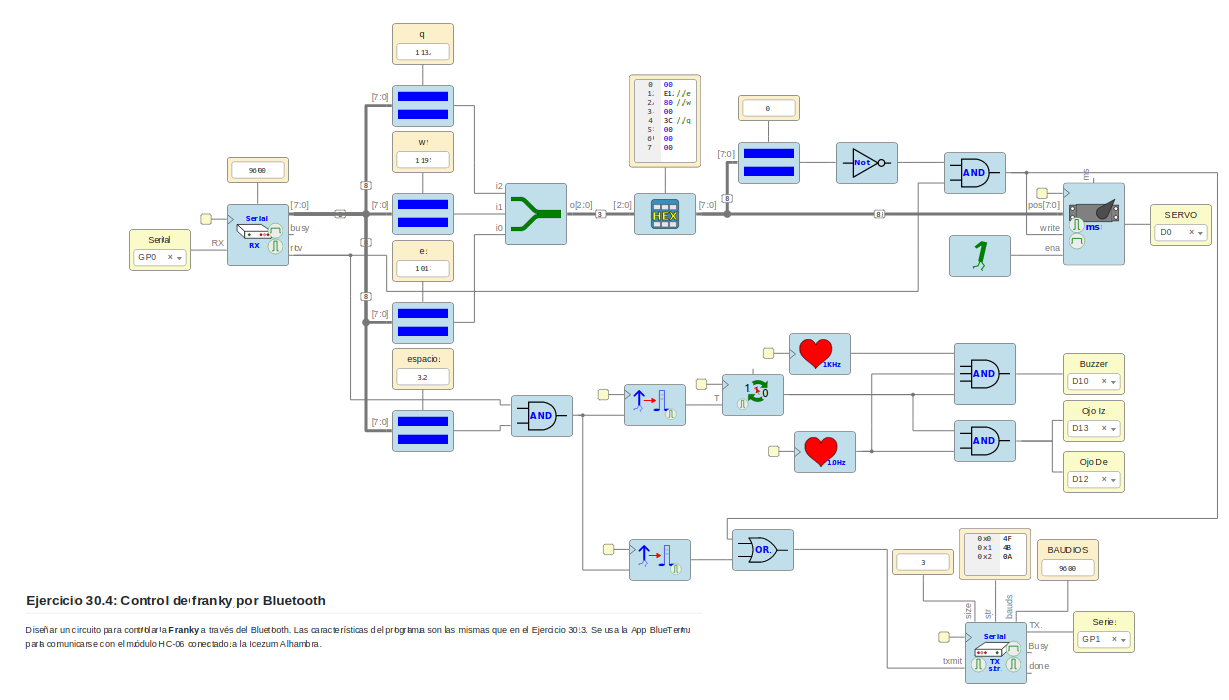 q
113
[7:0]
w
119
9600
[7:0]
Serial
RX
busy
rcv
Serial
GP0
RX
8
8
8
[7:0]
e
101
[7:0]
espacio
32
[7:0]
i2
i1
i0
o[2:0]
3
[2:0]
0 00
1 E1 //e
2 80 //w
3 00
4 3C //q
5 00
6 00
7 00
HEX
[7:0]
8
[7:0]
0
Not
AND
8
ms
pos[7:0]
write
ena
ms
1
SERVO
D0
AND
T
1 0
1KHz
10Hz
AND
AND
Buzzer
D10
Ojo Iz
D13
Ojo De
D12
OR
3
0x0 4F
0x1 4B
0x2 0A
BAUDIOS
9600
size
str
bauds
Serial
TX
str
txmit
TX
Busy
done
Serie
GP1
Ejercicio 30.4: Control de franky por Bluetooth
Diseñar un circuito para controlar a Franky a través del Bluetooth. Las características del programa son las mismas que en el Ejercicio 30.3. Se usa la App BlueTerm
para comunicarse con el módulo HC-06 conectado a la Icezum Alhambra.